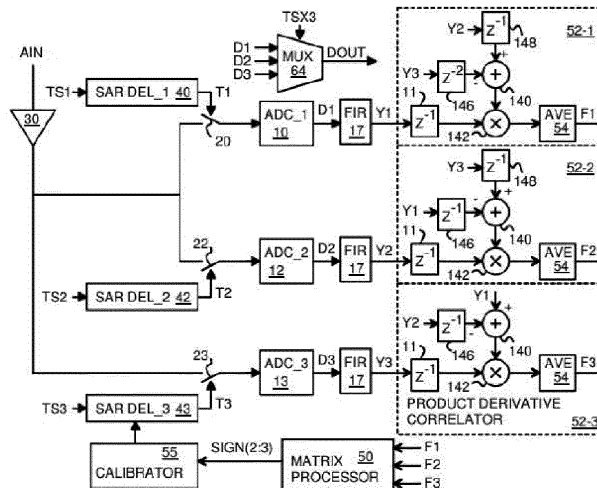 AIN
30
TS1
SAR DEL_1 40
T1
20
TSX3
D1
D2
D3
MUX
64
DOUT
ADC_1
10
D1
FIR
17
Y1
TS2
SAR DEL_2 42
T2
22
ADC_2
12
D2
FIR
17
Y2
TS3
SAR DEL_3 43
T3
23
ADC_3
13
D3
FIR
17
Y3
52-1
Y2
Z-1
148
+
Y3
Z-2
146
-
+
140
11
Z-1
142
×
AVE
54
F1
52-2
Y3
Z-1
148
+
Y1
Z-1
146
-
+
140
11
Z-1
142
×
AVE
54
F2
Y1
+
Y2
Z-1
146
-
+
140
11
Z-1
142
×
AVE
54
F3
PRODUCT DERIVATIVE
CORRELATOR
52-3
55
CALIBRATOR
SIGN(2:3)
MATRIX 50
PROCESSOR
F1
F2
F3